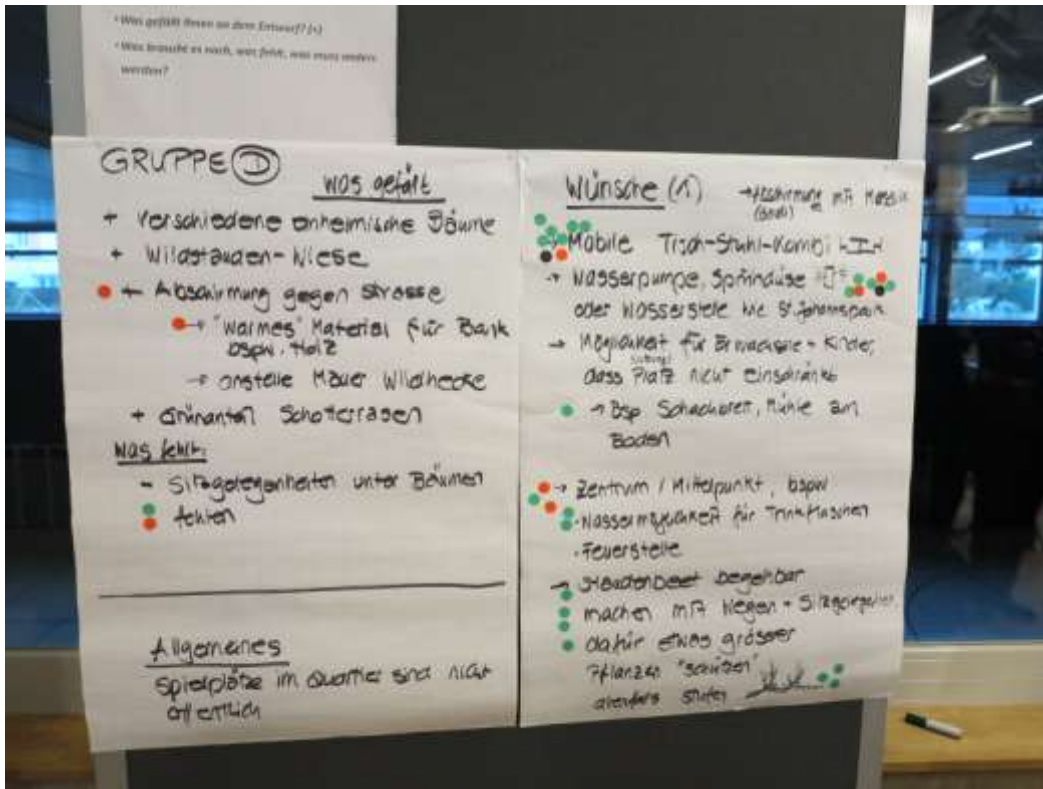 • Was gefällt Ihnen an dem Entwurf? (+)
• Was braucht es noch, was fehlt, was muss anders
werden?
GRUPPE D
Was gefällt
+ Verschiedene einheimische Bäume
+ Wildstauden-Wiese
+ Abschirmung gegen Strasse
→ "Warmes" Material für Bank
bspw. Holz
→ anstelle Mauer Wildhecke
+ Grünanteil Schotterrasen
Was fehlt:
- Sitzgelegenheiten unter Bäumen
fehlen
Allgemeines
Spielplätze im Quartier sind nicht
öffentlich
Wünsche (1)
→ Abschirmung mit
→ Mobile Tisch-Stuhl-Kombi
→ Wasserpumpe, Sprühdüse
oder Wasserstelle wie St. Johannspark
→ Möglichkeit für Erwachsene + Kinder,
dass Platz nicht einschränkt
→ Bsp Schachbrett, Mühle am
Boden
→ Zentrum / Mittelpunkt, bspw
• Wassermöglichkeit für Trinkflaschen
• Feuerstelle
→ Staudenbeet begehbar
machen mit Wegen + Sitzgelegenheit,
dafür etwas grösser
Pflanzen "schützen"